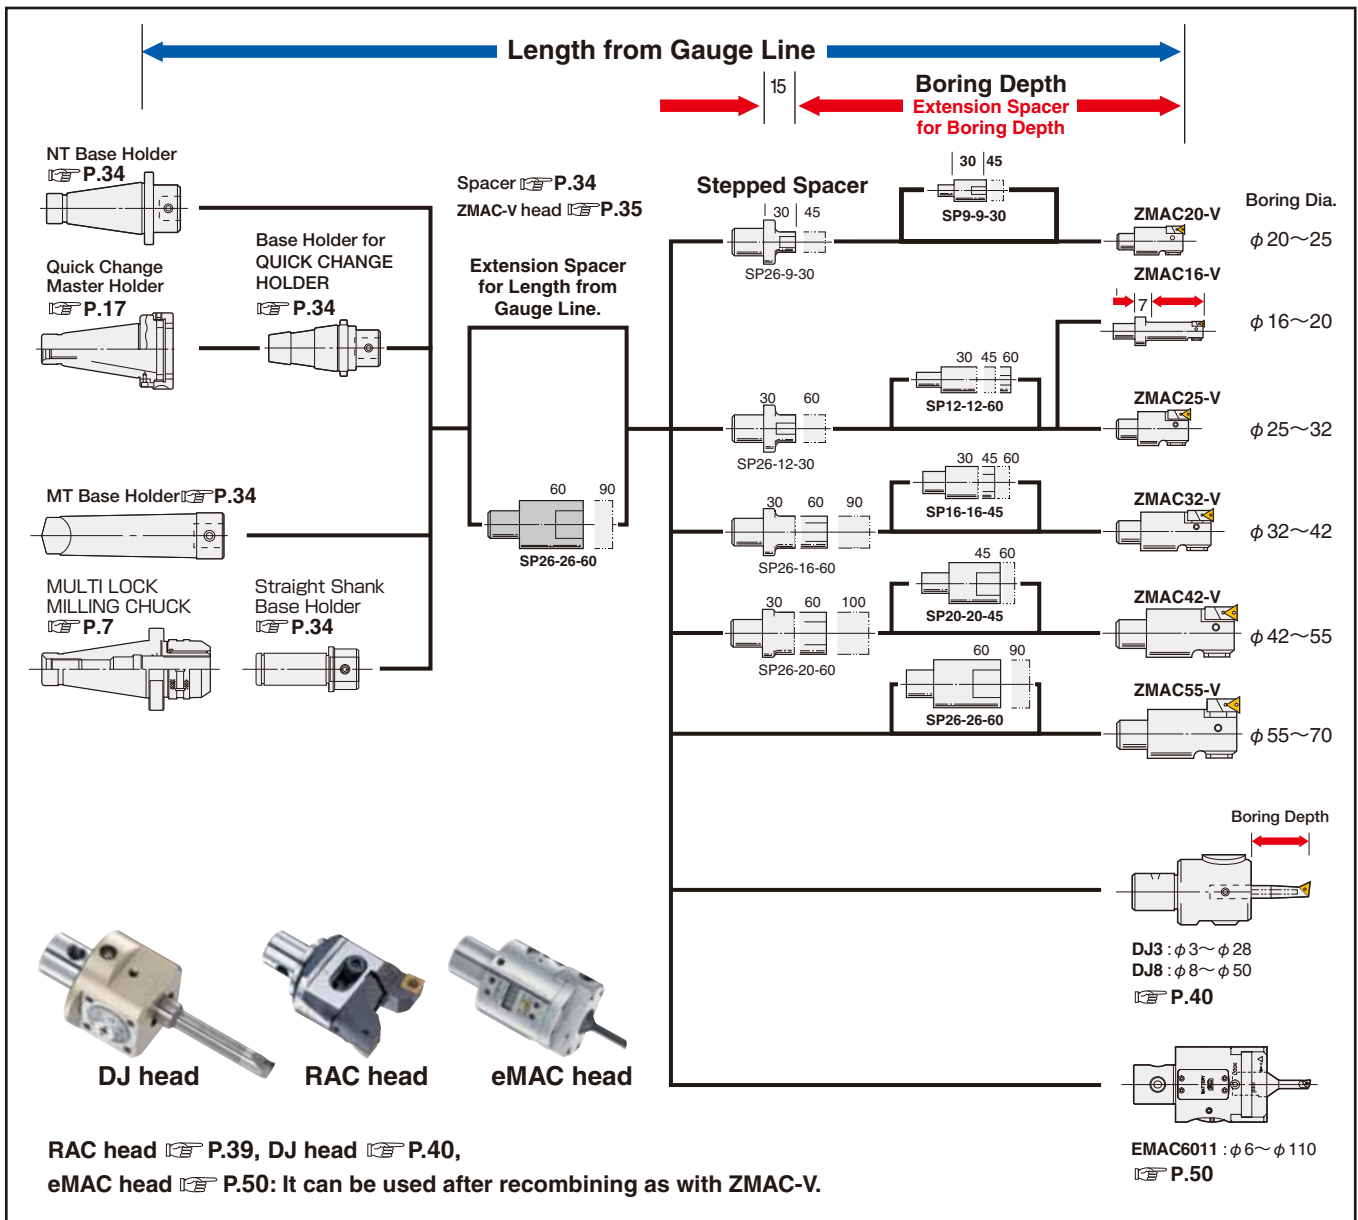 Length from Gauge Line
15
Boring Depth
Extension Spacer
for Boring Depth
NT Base Holder
☞ P.34
Spacer ☞ P.34
ZMAC-V head ☞ P.35
Stepped Spacer
30 45
SP26-9-30
30 45
SP9-9-30
ZMAC20-V
Boring Dia.
φ20~25
Quick Change
Master Holder
☞ P.17
Base Holder for
QUICK CHANGE
HOLDER
☞ P.34
Extension Spacer
for Length from
Gauge Line.
ZMAC16-V
7
φ16~20
30 45 60
SP12-12-60
30 60
SP26-12-30
ZMAC25-V
φ25~32
MT Base Holder ☞ P.34
60 90
SP26-26-60
30 60 90
SP26-16-60
30 45 60
SP16-16-45
ZMAC32-V
φ32~42
MULTI LOCK
MILLING CHUCK
☞ P.7
Straight Shank
Base Holder
☞ P.34
30 60 100
SP26-20-60
45 60
SP20-20-45
ZMAC42-V
φ42~55
60 90
SP26-26-60
ZMAC55-V
φ55~70
Boring Depth
DJ3 : φ3~φ28
DJ8 : φ8~φ50
☞ P.40
DJ head
RAC head
eMAC head
BATTERY
LOCK
EMAC6011 : φ6~φ110
☞ P.50
RAC head ☞ P.39, DJ head ☞ P.40,
eMAC head ☞ P.50: It can be used after recombining as with ZMAC-V.